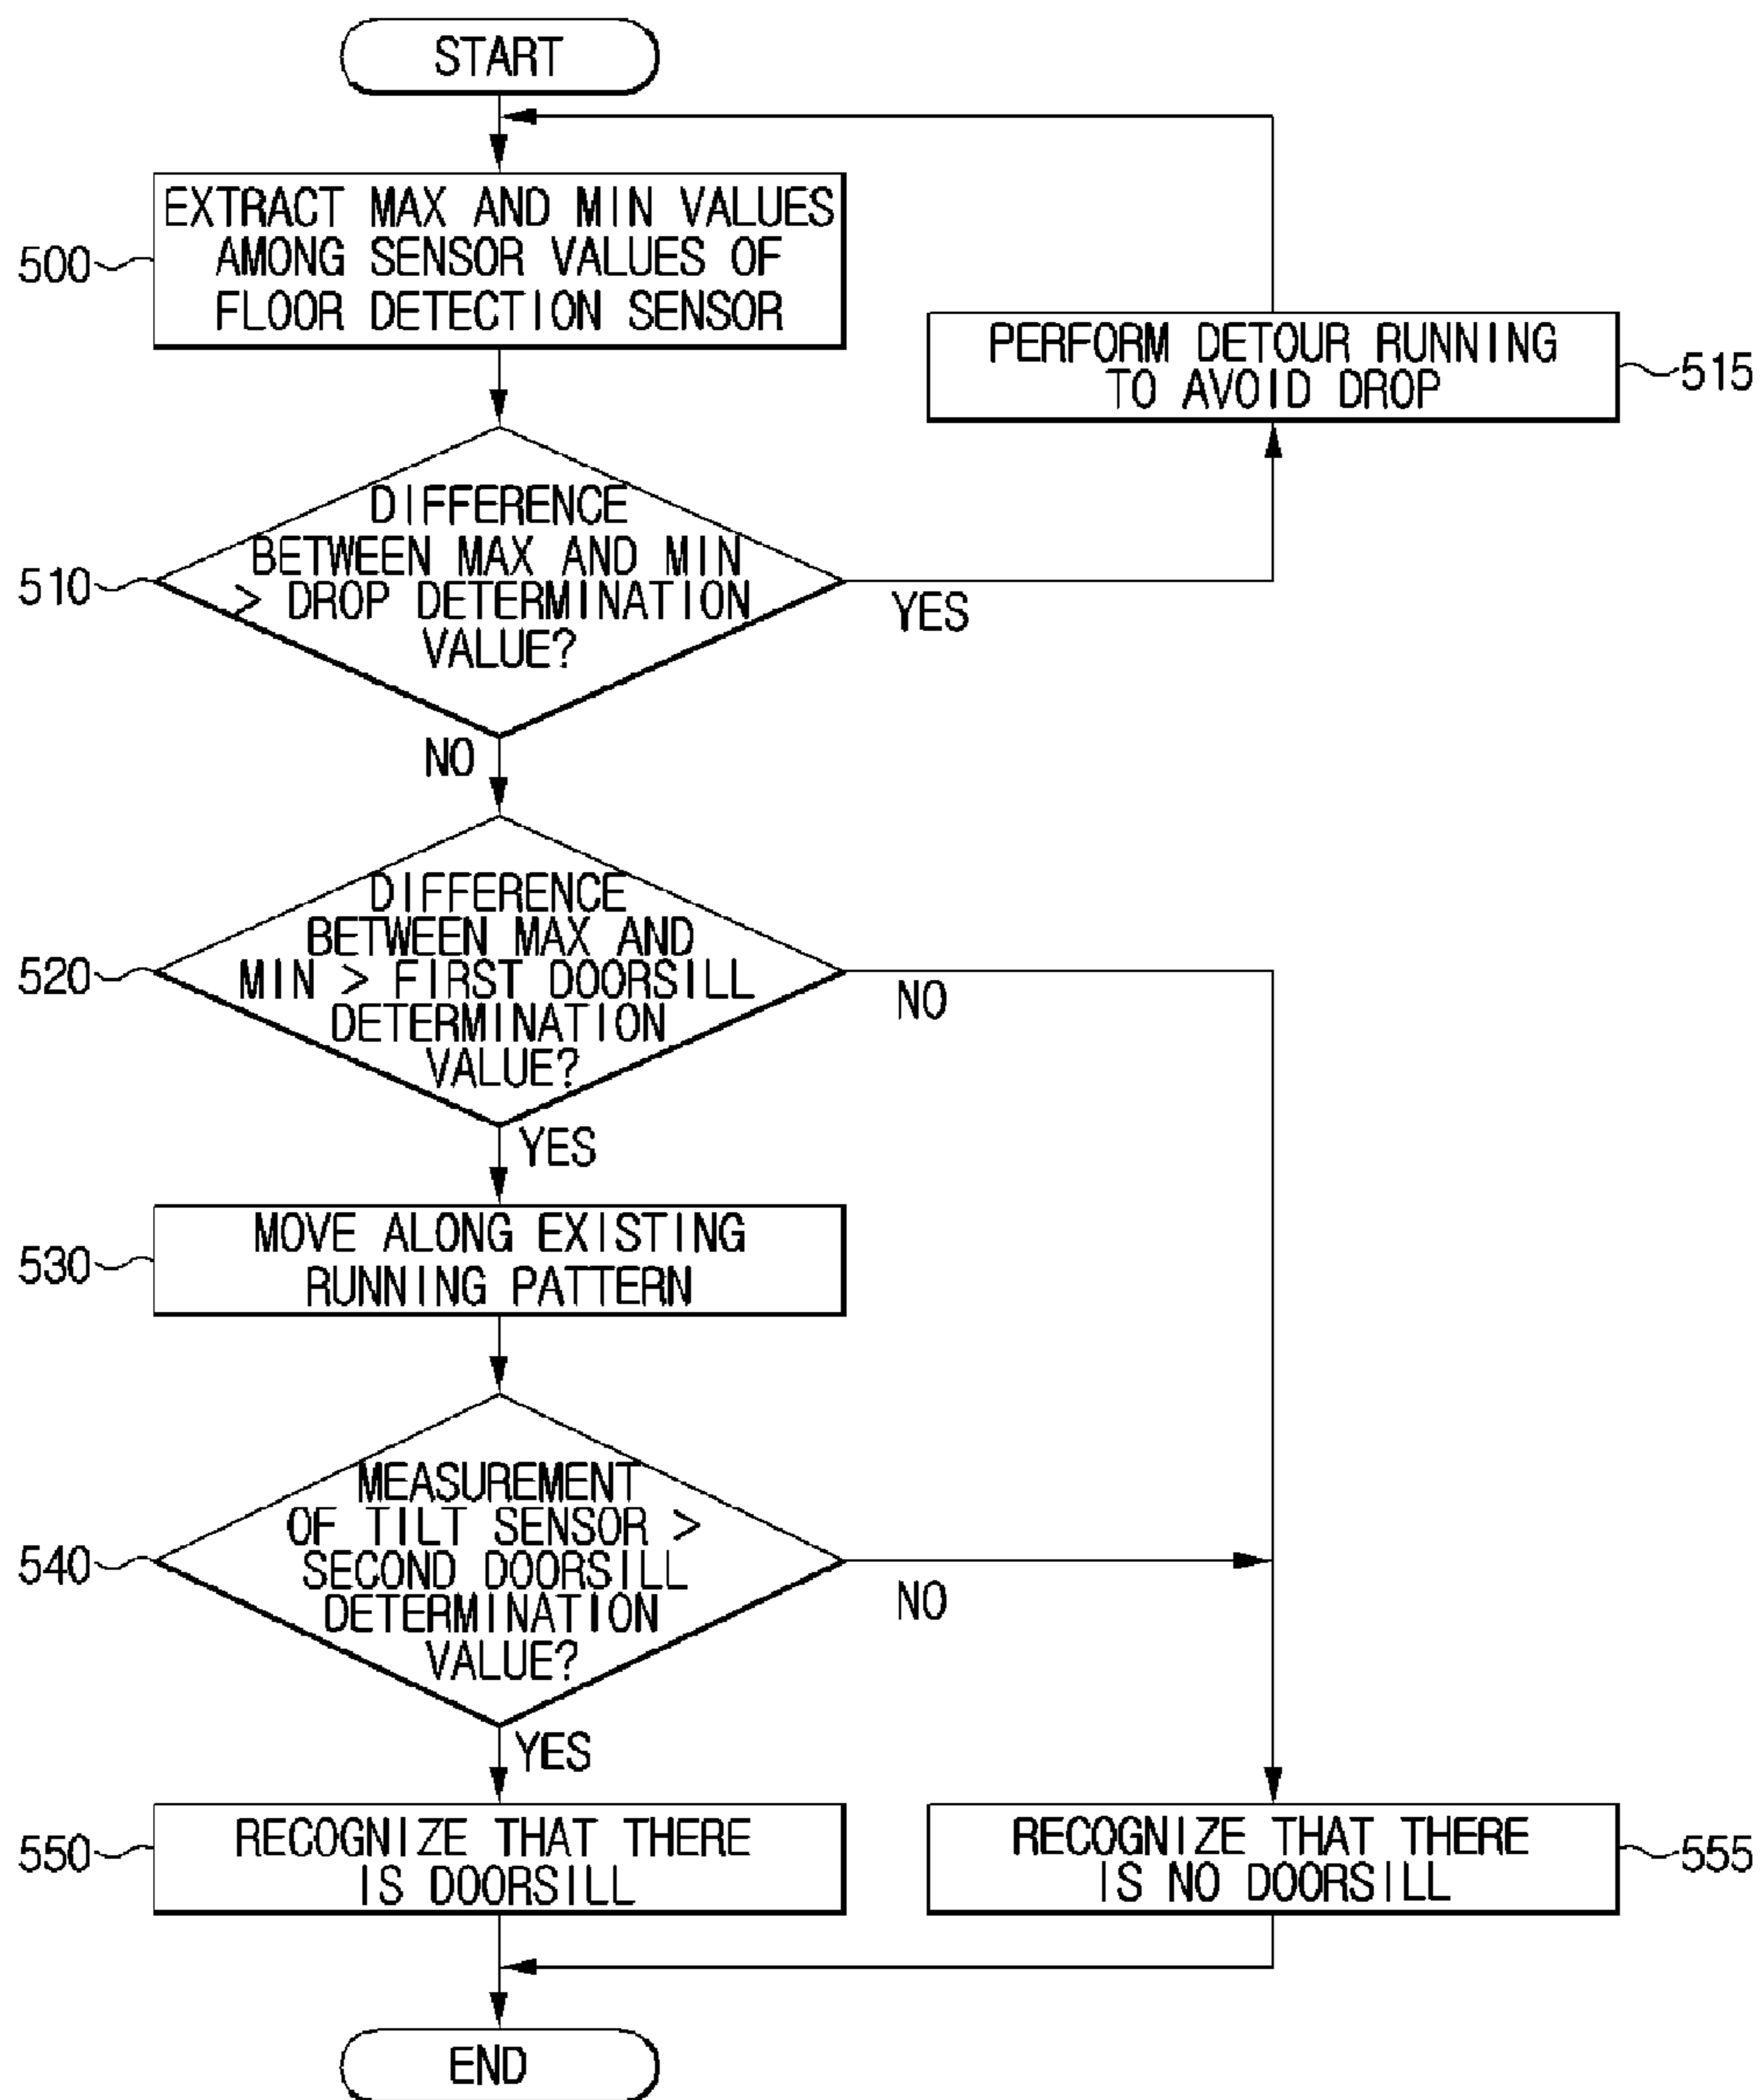 START
500
EXTRACT MAX AND MIN VALUES
AMONG SENSOR VALUES OF
FLOOR DETECTION SENSOR
PERFORM DETOUR RUNNING
TO AVOID DROP
515
510
DIFFERENCE
BETWEEN MAX AND MIN
> DROP DETERMINATION
VALUE?
YES
NO
520
DIFFERENCE
BETWEEN MAX AND
MIN > FIRST DOORSILL
DETERMINATION
VALUE?
NO
YES
530
MOVE ALONG EXISTING
RUNNING PATTERN
540
MEASUREMENT
OF TILT SENSOR >
SECOND DOORSILL
DETERMINATION
VALUE?
NO
YES
550
RECOGNIZE THAT THERE
IS DOORSILL
RECOGNIZE THAT THERE
IS NO DOORSILL
555
END